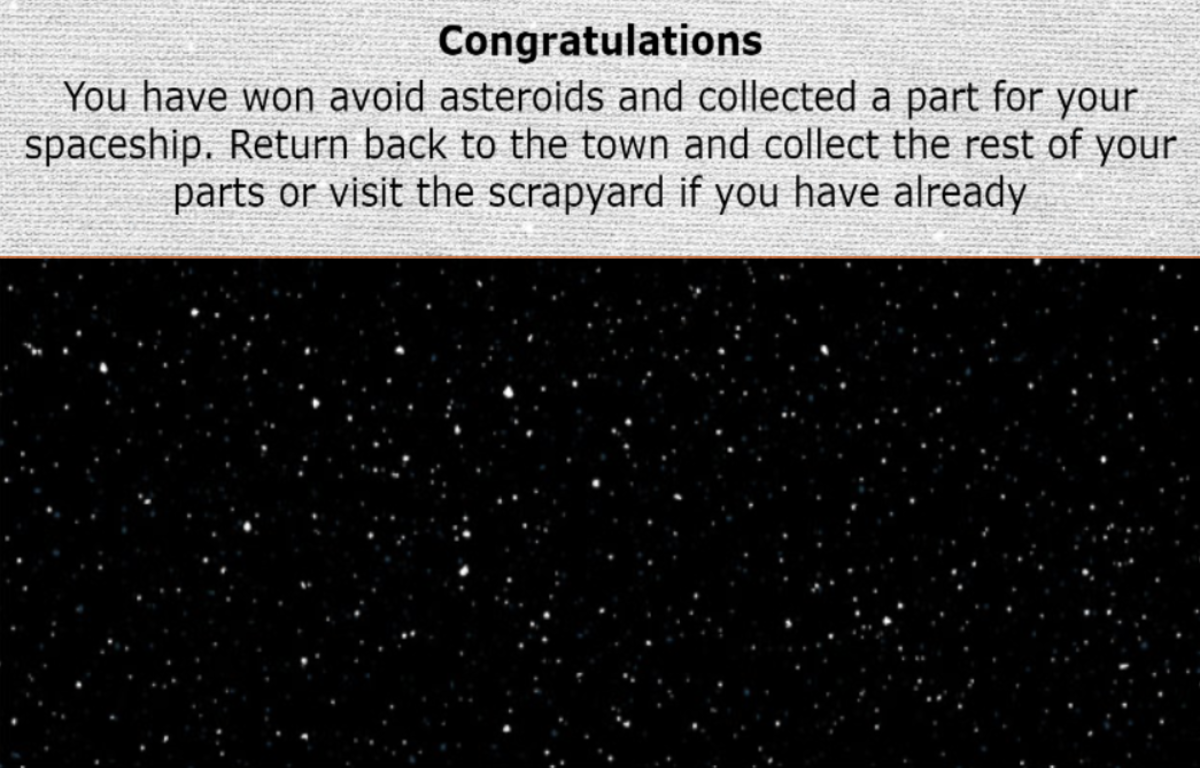 Congratulations
You have won avoid asteroids and collected a part for your
spaceship. Return back to the town and collect the rest of your
parts or visit the scrapyard if you have already